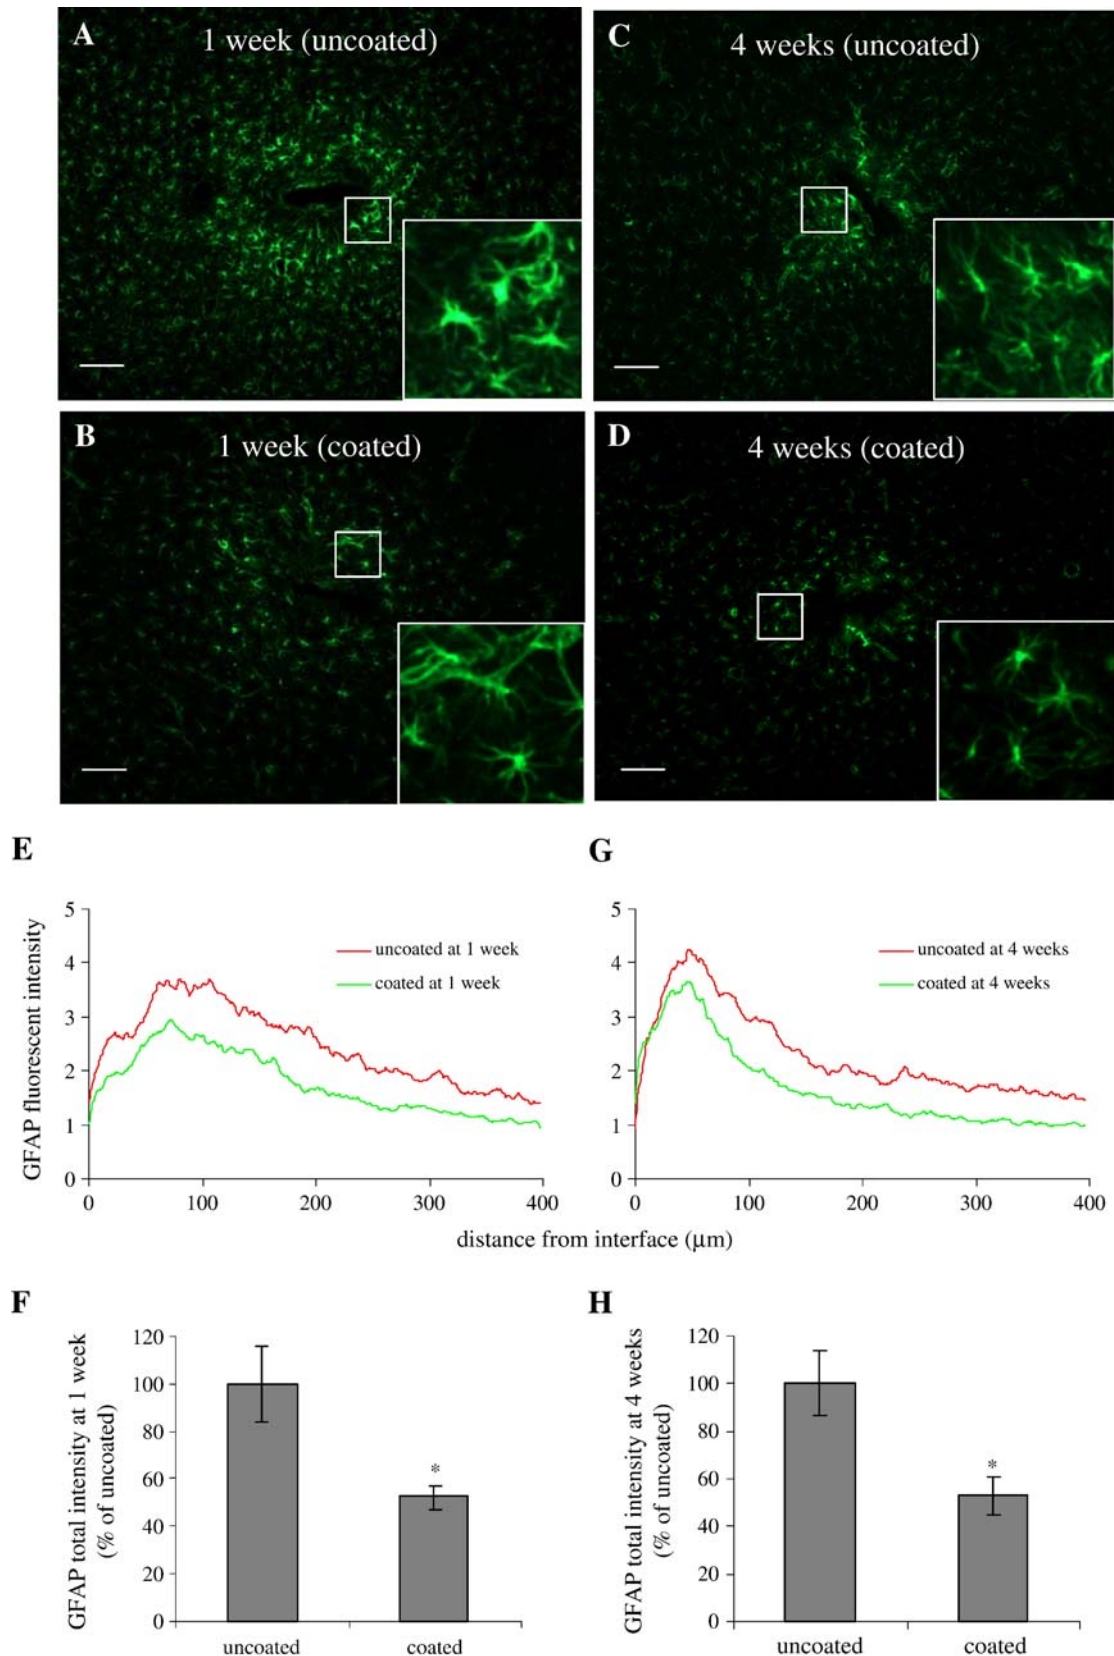 A
1 week (uncoated)
C
4 weeks (uncoated)
B
1 week (coated)
D
4 weeks (coated)
E
G
GFAP fluorescent intensity
5
4
3
2
1
0
uncoated at 1 week
coated at 1 week
0
100
200
300
400
5
4
3
2
1
0
uncoated at 4 weeks
coated at 4 weeks
0
100
200
300
400
distance from interface (μm)
F
H
GFAP total intensity at 1 week
(% of uncoated)
120
100
80
60
40
20
0
*
uncoated
coated
GFAP total intensity at 4 weeks
(% of uncoated)
120
100
80
60
40
20
0
*
uncoated
coated